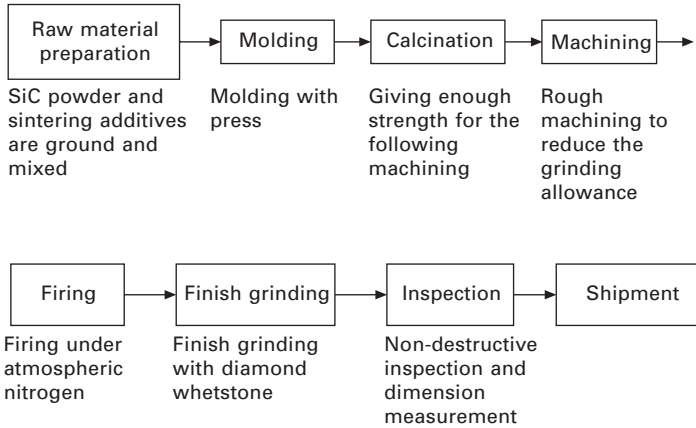 Raw material
preparation
Molding
Calcination
Machining
SiC powder and
sintering additives
are ground and
mixed
Molding with
press
Giving enough
strength for the
following
machining
Rough
machining to
reduce the
grinding
allowance
Firing
Finish grinding
Inspection
Shipment
Firing under
atmospheric
nitrogen
Finish grinding
with diamond
whetstone
Non-destructive
inspection and
dimension
measurement